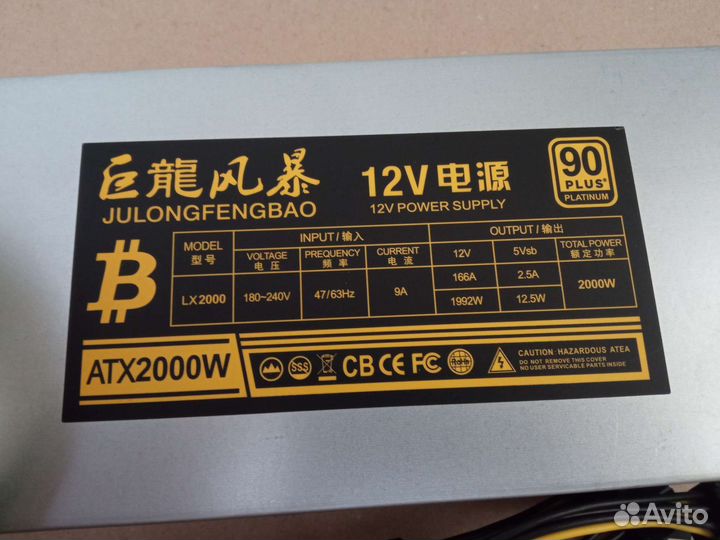 巨龍风暴
JULONGFENGBAO
12V电源
12V POWER SUPPLY
90
PLUS
PLATINUM
MODEL
型号
INPUT/输入
OUTPUT/输出
VOLTAGE
电压
PREQUENCY
频率
CURRENT
电流
12V
5Vsb
TOTAL POWER
额定功率
LX2000
180~240V
47/63Hz
9A
166A
2.5A
2000W
1992W
12.5W
ATX2000W
SSS
CB CE FC
RoHS
CAUTION: HAZARDOUS ATEA
DO NOT REMOVE THIS COVER
NO USER SERVICABLE PARTS INSIDE
Avito